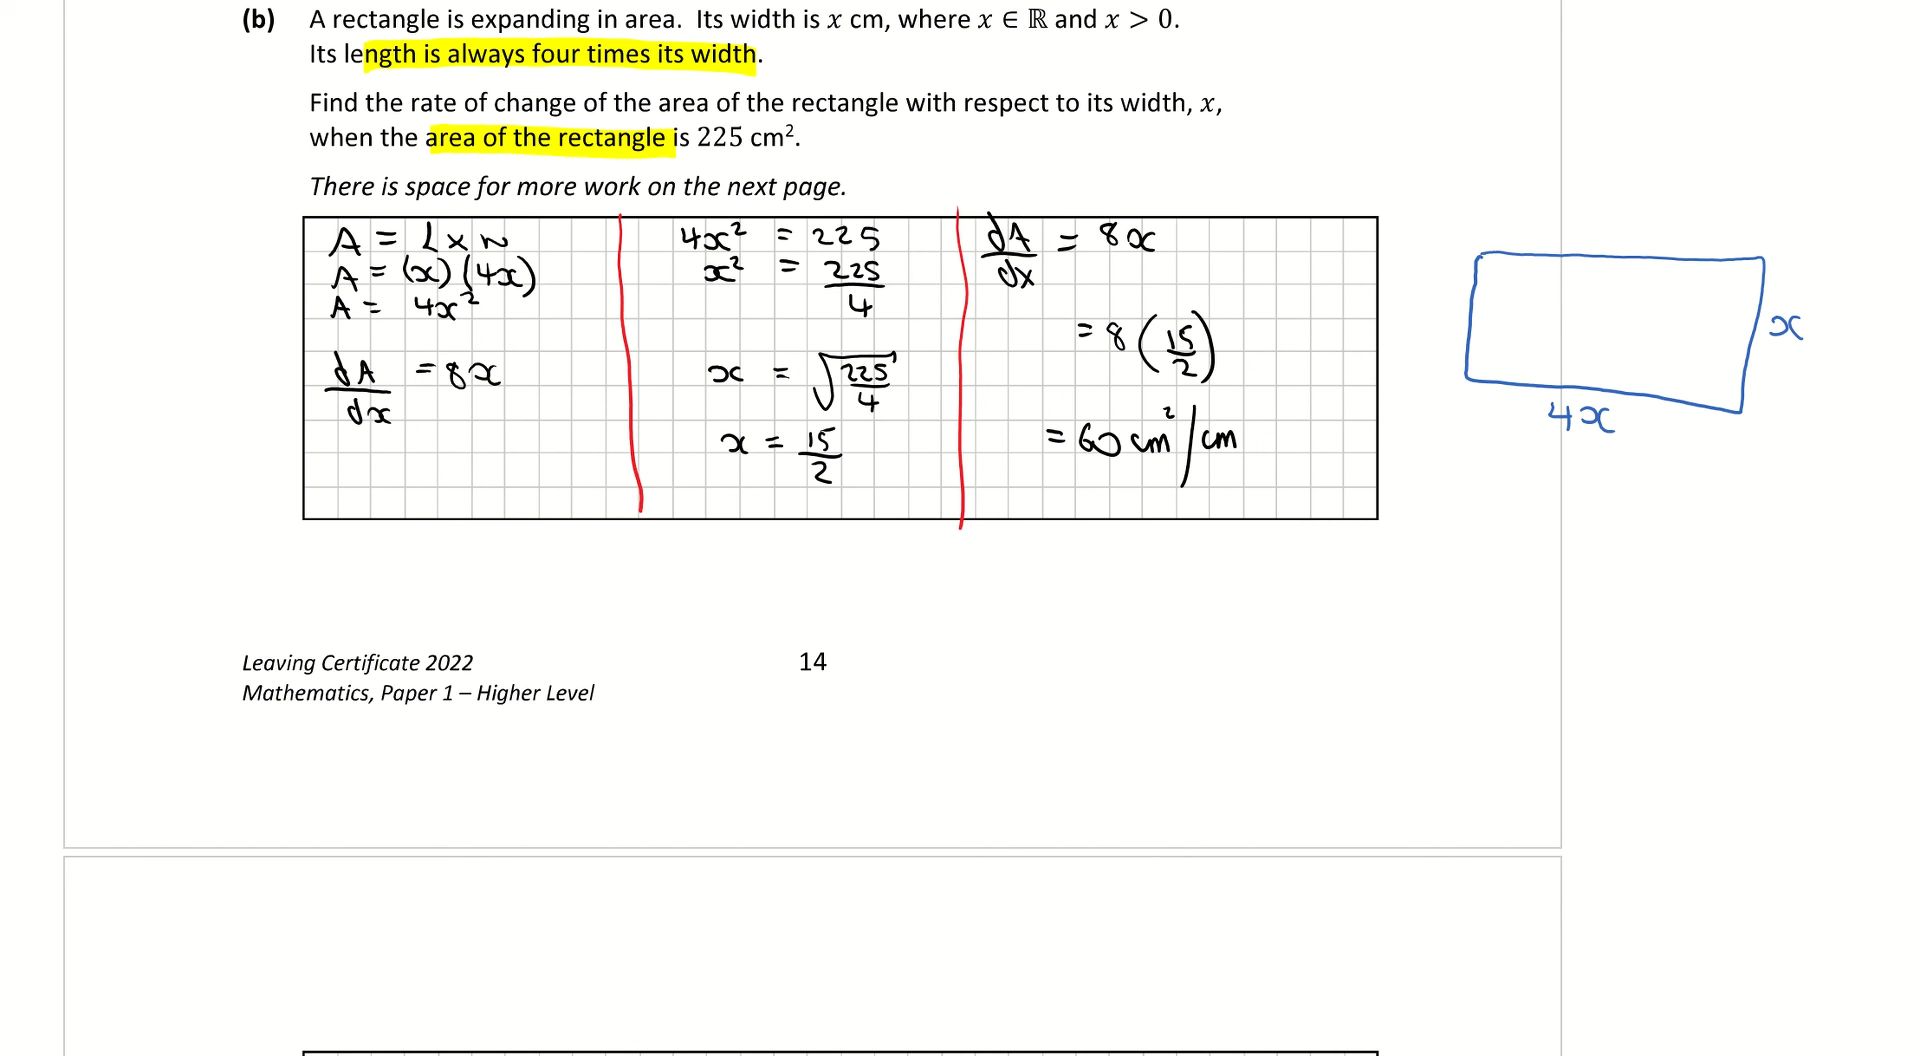 (b) A rectangle is expanding in area. Its width is x cm, where x ∈ ℝ and x > 0.
Its length is always four times its width.
Find the rate of change of the area of the rectangle with respect to its width, x,
when the area of the rectangle is 225 cm².
There is space for more work on the next page.
A = L × w
A = (x)(4x)
A = 4x²
dA/dx = 8x
4x² = 225
x² = 225/4
x = √(225/4)
x = 15/2
dA/dx = 8x
= 8(15/2)
= 60 cm²/cm
x
4x
Leaving Certificate 2022
14
Mathematics, Paper 1 – Higher Level